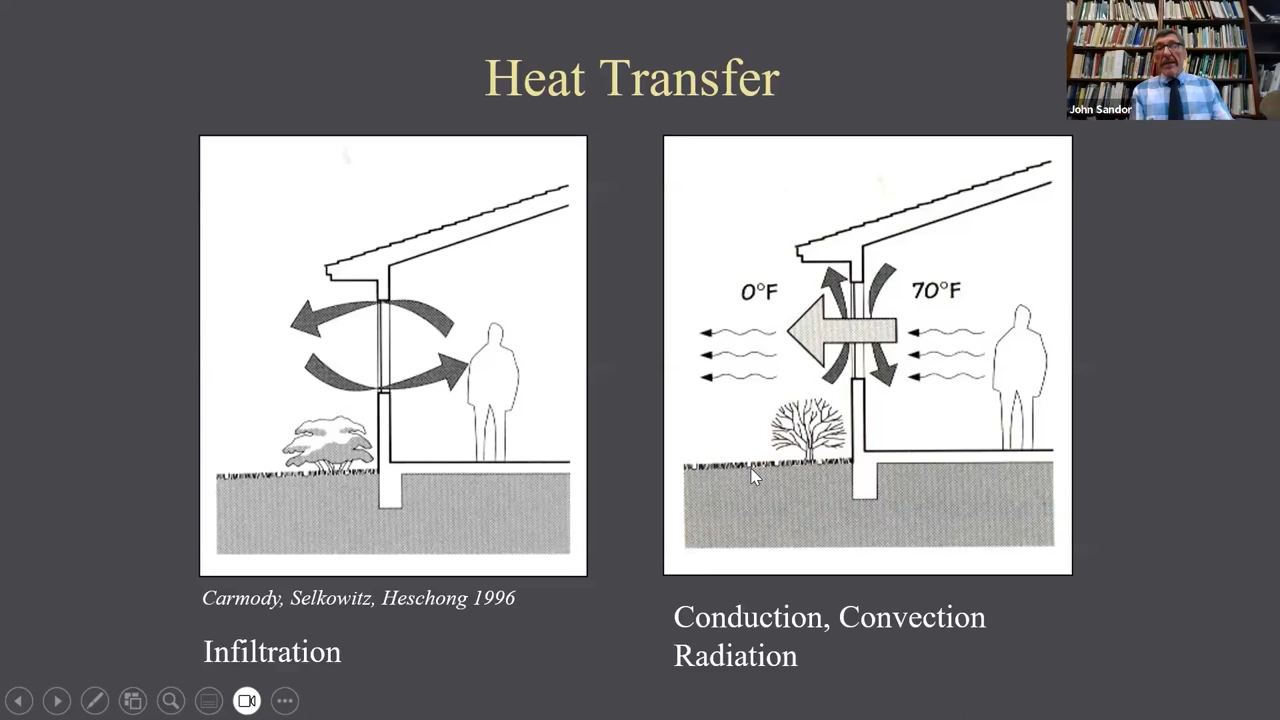 John Sandor
Heat Transfer
0°F
70°F
Carmody, Selkowitz, Heschong 1996
Infiltration
Conduction, Convection
Radiation